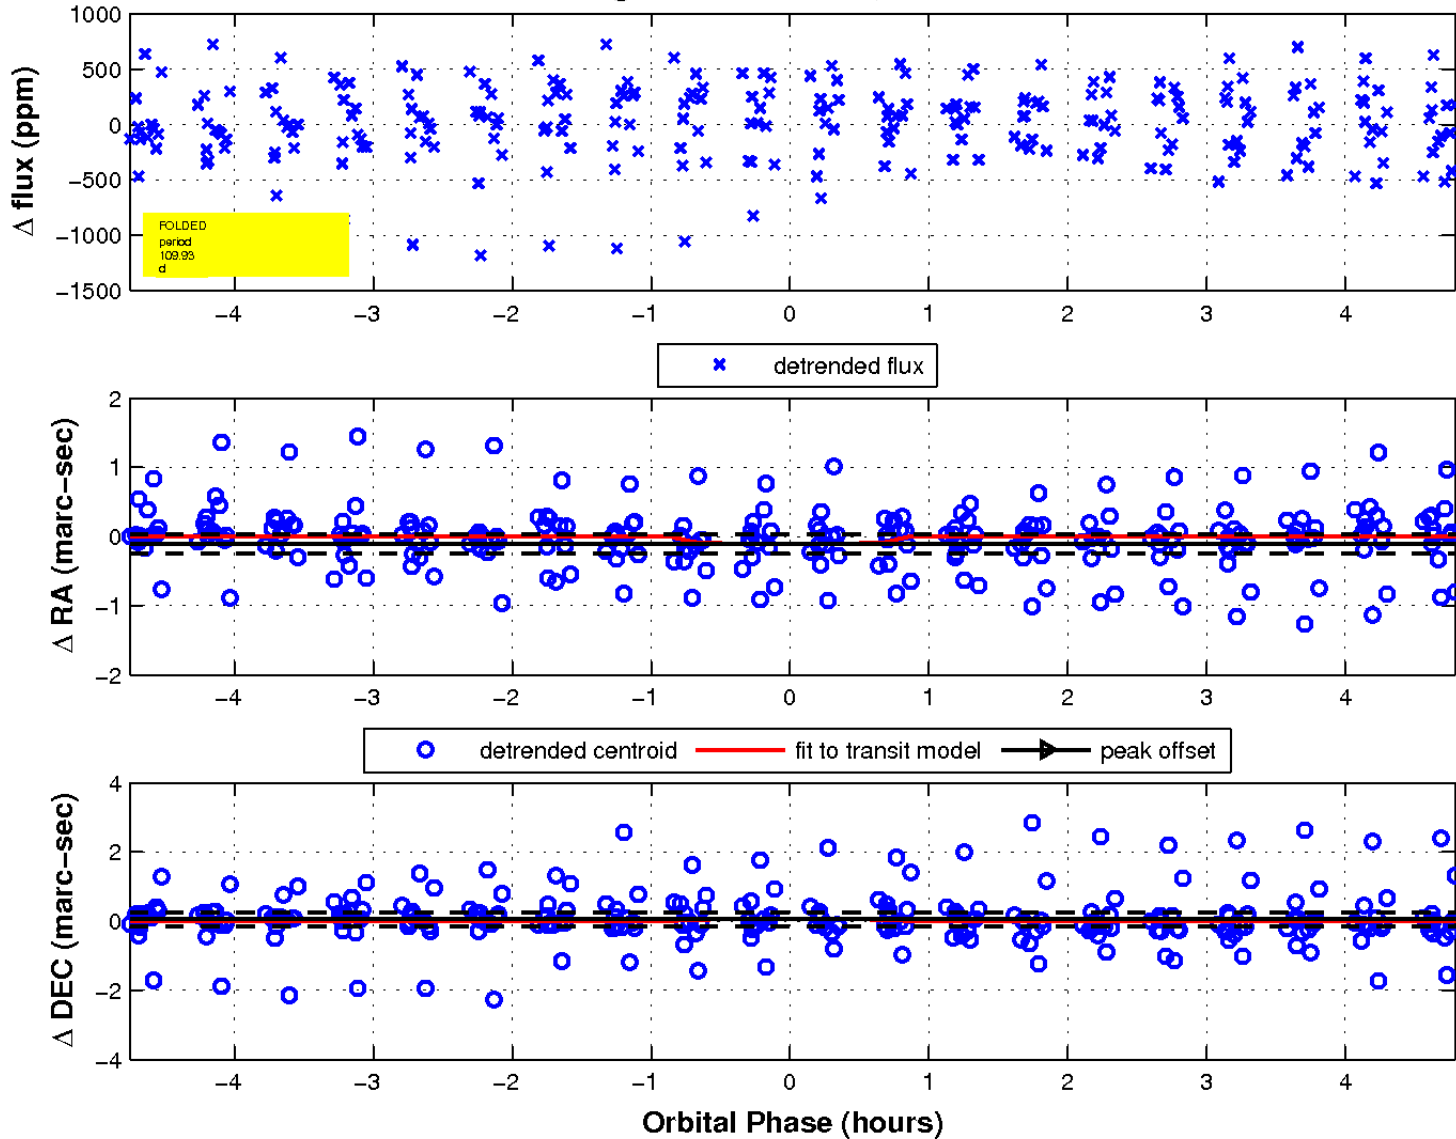 1000
500
0
−500
−1000
−1500
Δ flux (ppm)
FOLDED
period
109.93
d
−4 −3 −2 −1 0 1 2 3 4
detrended flux
2
1
0
−1
−2
Δ RA (marc−sec)
−4 −3 −2 −1 0 1 2 3 4
detrended centroid fit to transit model peak offset
4
2
0
−2
−4
Δ DEC (marc−sec)
−4 −3 −2 −1 0 1 2 3 4
Orbital Phase (hours)